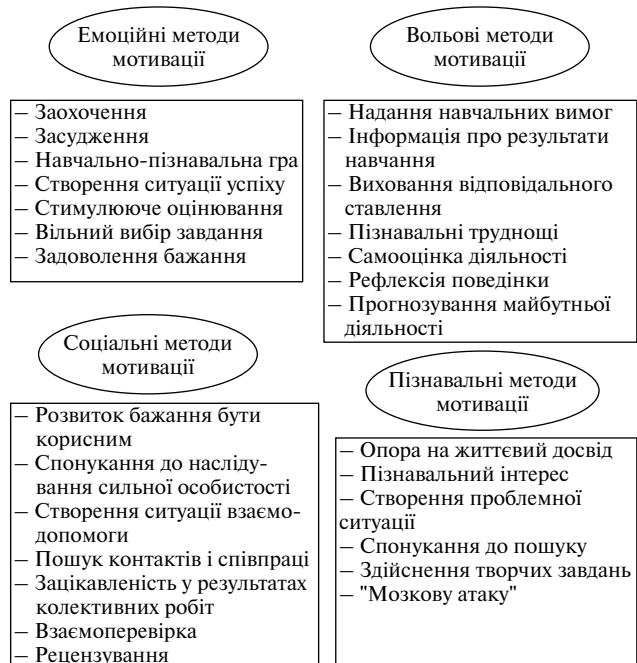 Емоційні методи
мотивації
– Заохочення
– Засудження
– Навчально-пізнавальна гра
– Створення ситуації успіху
– Стимулююче оцінювання
– Вільний вибір завдання
– Задоволення бажання
Вольові методи
мотивації
– Надання навчальних вимог
– Інформація про результати
навчання
– Виховання відповідального
ставлення
– Пізнавальні труднощі
– Самооцінка діяльності
– Рефлексія поведінки
– Прогнозування майбутньої
діяльності
Соціальні методи
мотивації
– Розвиток бажання бути
корисним
– Спонукання до насліду-
вання сильної особистості
– Створення ситуації взаємо-
допомоги
– Пошук контактів і співпраці
– Зацікавленість у результатах
колективних робіт
– Взаємоперевірка
– Рецензування
Пізнавальні методи
мотивації
– Опора на життєвий досвід
– Пізнавальний інтерес
– Створення проблемної
ситуації
– Спонукання до пошуку
– Здійснення творчих завдань
– "Мозкову атаку"